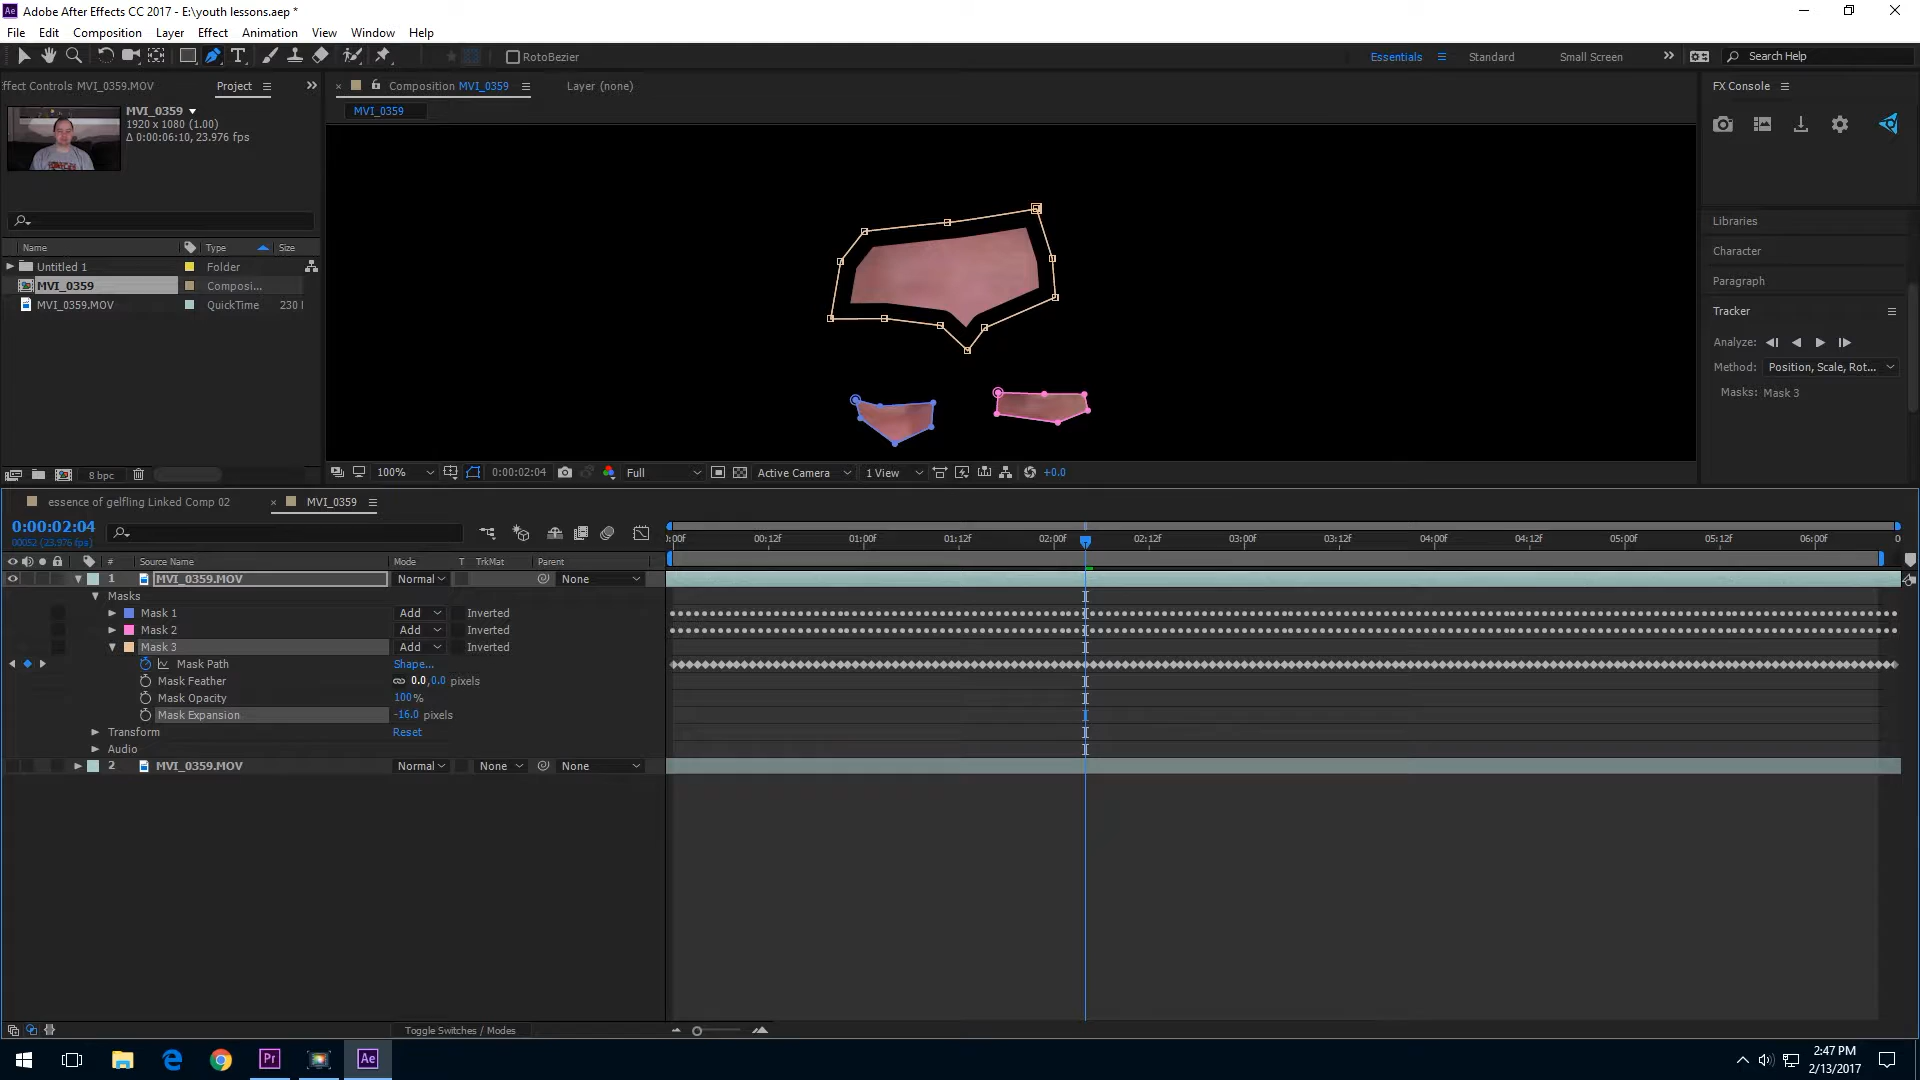 Adobe After Effects CC 2017 - E:\youth lessons.aep *
File Edit Composition Layer Effect Animation View Window Help
RotoBezier
Essentials Standard Small Screen Search Help
ffect Controls MVI_0359.MOV Project
Composition MVI_0359 Layer (none)
FX Console
MVI_0359
MVI_0359
1920 x 1080 (1.00)
Δ 0:00:06:10, 23.976 fps
Name Type Size
Untitled 1 Folder
MVI_0359 Composi...
MVI_0359.MOV QuickTime 230
Libraries
Character
Paragraph
Tracker
Analyze:
Method: Position, Scale, Rot...
Masks: Mask 3
8 bpc
100% 0:00:02:04 Full Active Camera 1 View +0.0
essence of gelfling Linked Comp 02 MVI_0359
0:00:02:04
00052 (23.976 fps)
:00f 00:12f 01:00f 01:12f 02:00f 02:12f 03:00f 03:12f 04:00f 04:12f 05:00f 05:12f 06:00f 0
# Source Name Mode T TrkMat Parent
1 MVI_0359.MOV Normal None
Masks
Mask 1 Add Inverted
Mask 2 Add Inverted
Mask 3 Add Inverted
Mask Path Shape...
Mask Feather 0.0,0.0 pixels
Mask Opacity 100%
Mask Expansion -16.0 pixels
Transform Reset
Audio
2 MVI_0359.MOV Normal None None
Toggle Switches / Modes
Pr Ae
2:47 PM
2/13/2017